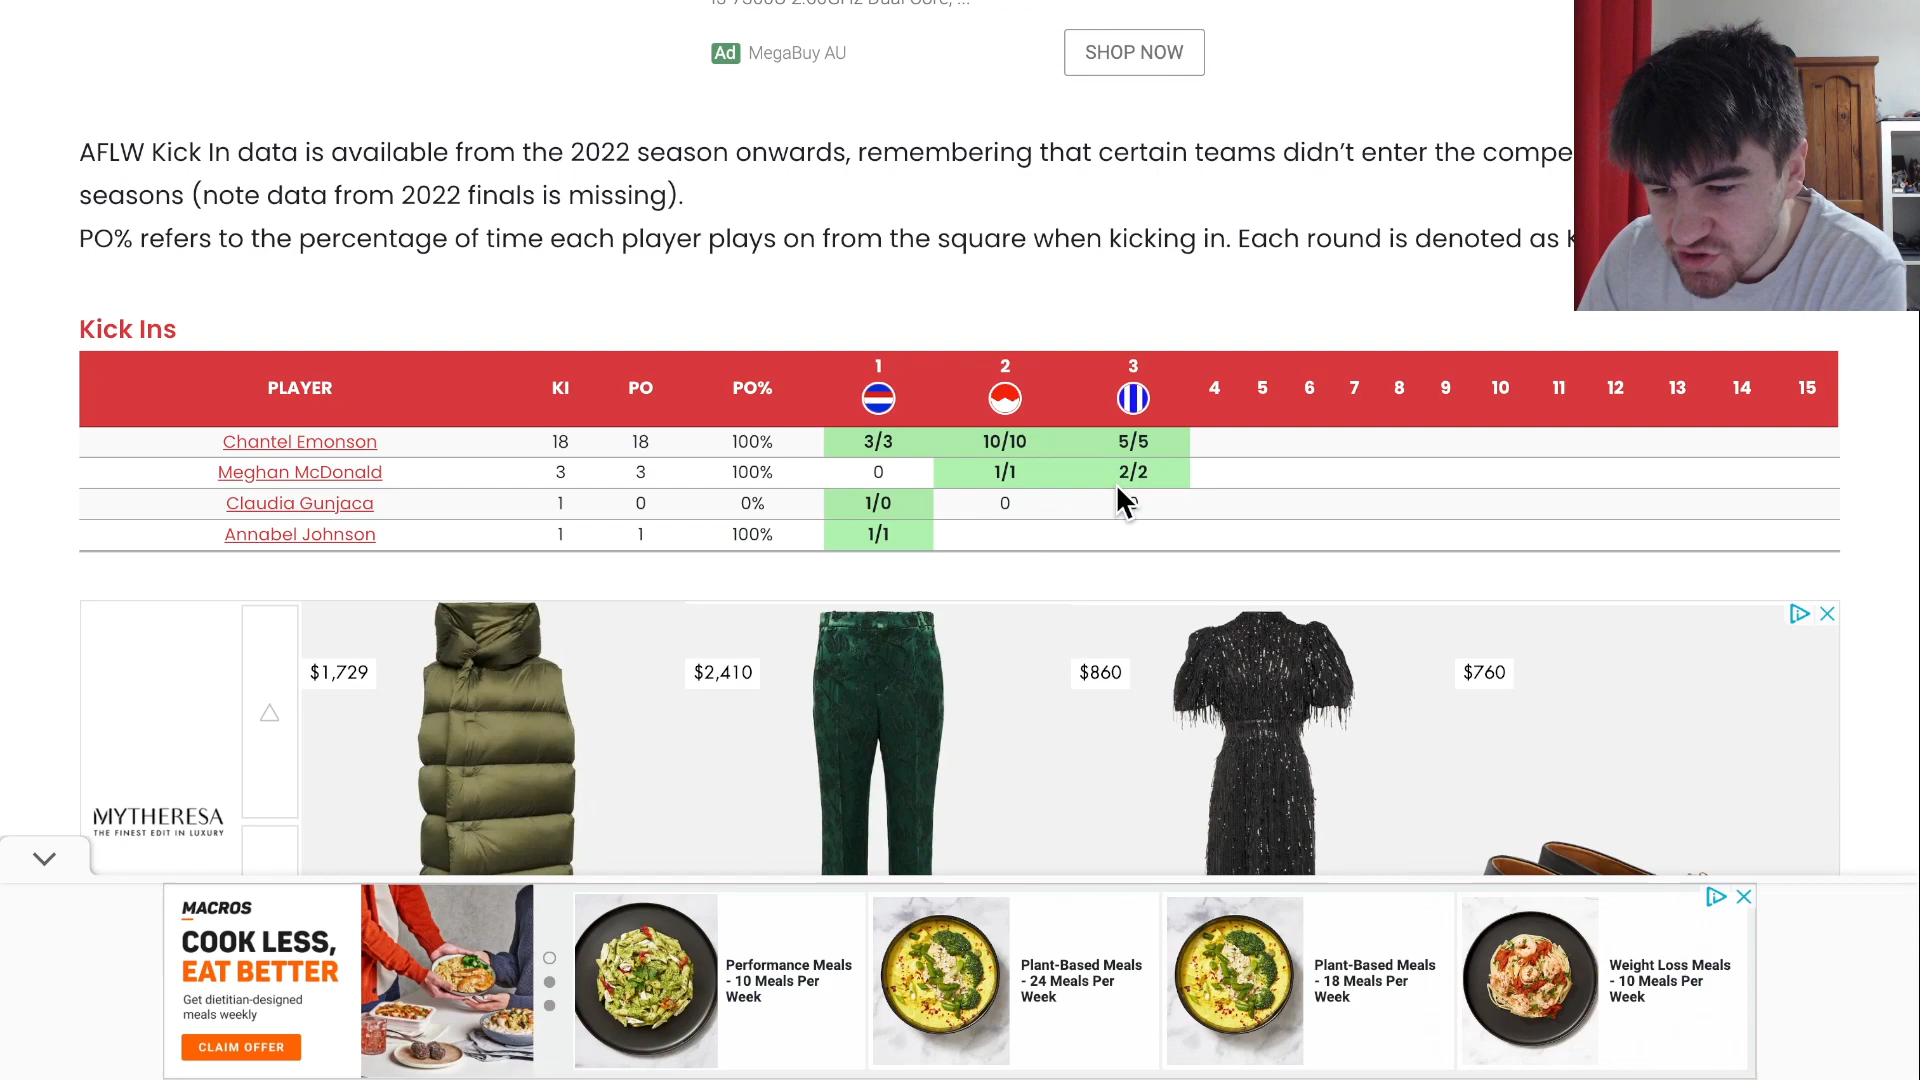 Ad MegaBuy AU
SHOP NOW
AFLW Kick In data is available from the 2022 season onwards, remembering that certain teams didn't enter the
seasons (note data from 2022 finals is missing).
PO% refers to the percentage of time each player plays on from the square when kicking in. Each round is denoted as
Kick Ins
PLAYER KI PO PO% 1 2 3 4 5 6 7 8 9 10 11 12 13 14 15
Chantel Emonson 18 18 100% 3/3 10/10 5/5
Meghan McDonald 3 3 100% 0 1/1 2/2
Claudia Gunjaca 1 0 0% 1/0 0
Annabel Johnson 1 1 100% 1/1
$1,729
$2,410
$860
$760
MYTHERESA
THE FINEST EDIT IN LUXURY
MACROS
COOK LESS,
EAT BETTER
Get dietitian-designed
meals weekly
CLAIM OFFER
Performance Meals
- 10 Meals Per
Week
Plant-Based Meals
- 24 Meals Per
Week
Plant-Based Meals
- 18 Meals Per
Week
Weight Loss Meals
- 10 Meals Per
Week